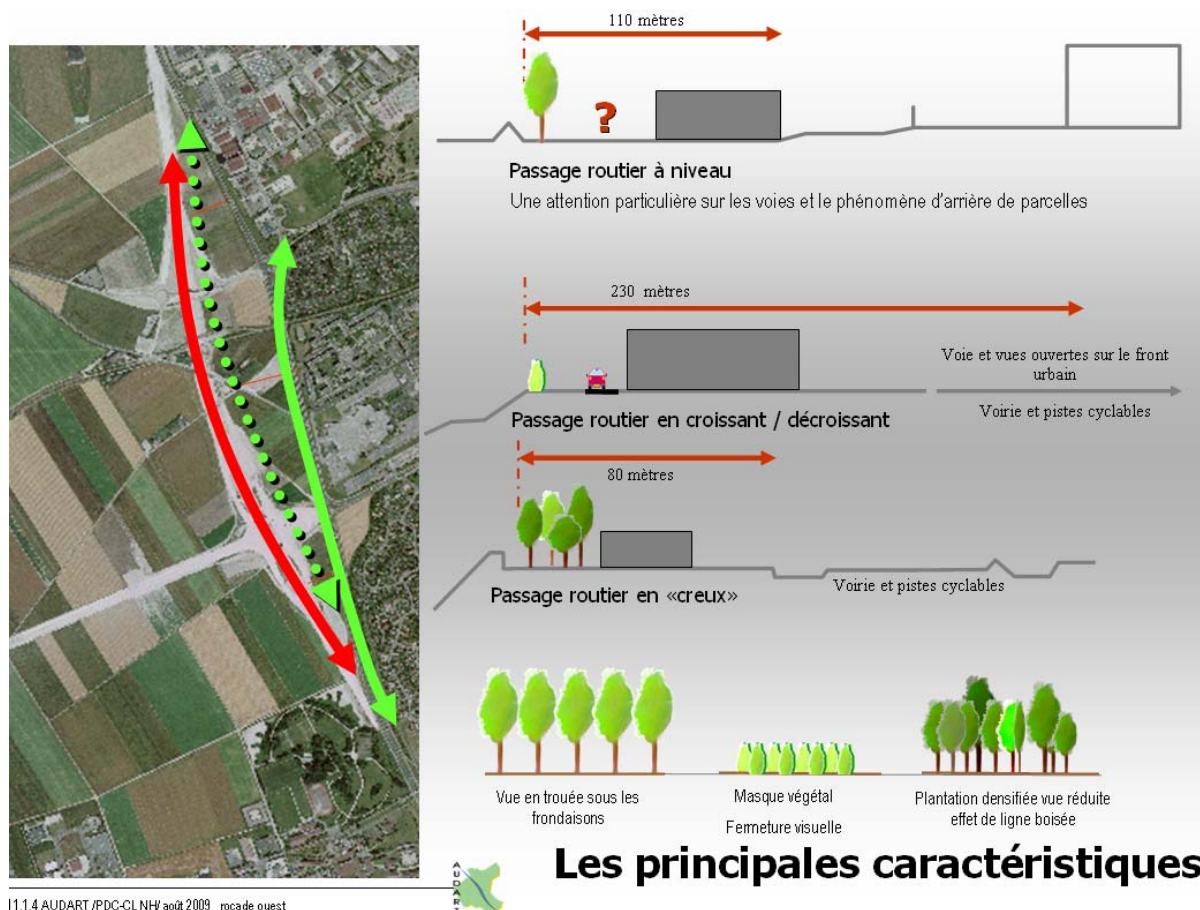 110 mètres
?
Passage routier à niveau
Une attention particulière sur les voies et le phénomène d'arrière de parcelles
230 mètres
Voie et vues ouvertes sur le front
urbain
Passage routier en croissant / décroissant
Voirie et pistes cyclables
80 mètres
Voirie et pistes cyclables
Passage routier en «creux»
Vue en trouée sous les
frondaisons
Masque végétal
Fermeture visuelle
Plantation densifiée vue réduite
effet de ligne boisée
Les principales caractéristiques
AUDART
11.1.4 AUDART /PDC-CL NH/ août 2009 rocade ouest